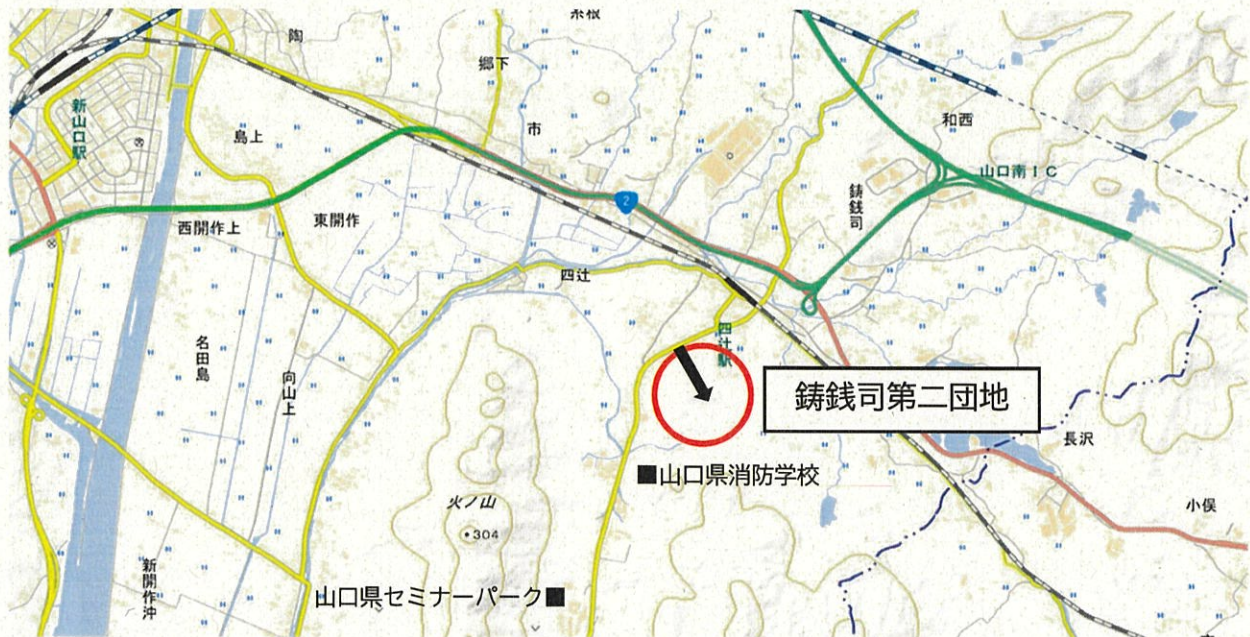 糸根
陶
郷下
新山口駅
島上
市
和西
山口南IC
2
鋳銭司
西開作上
東開作
四辻
四辻駅
名田島
向山上
鋳銭司第二団地
長沢
■山口県消防学校
火ノ山
304
小俣
新開作沖
山口県セミナーパーク■